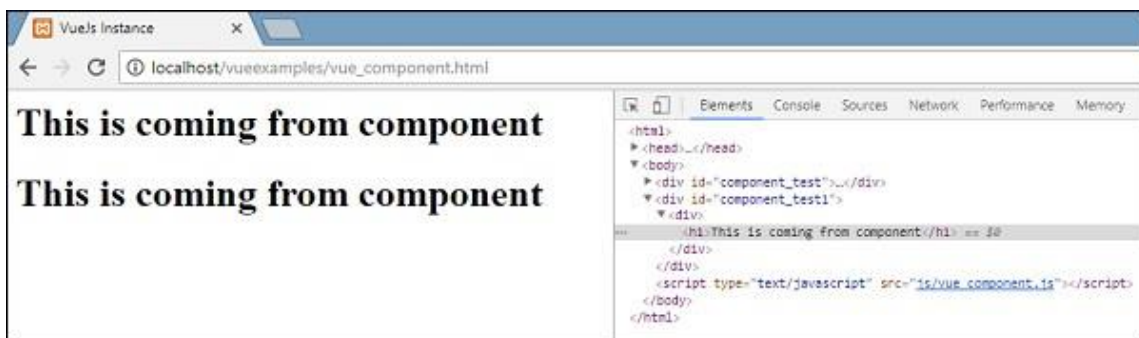 VueJs Instance
localhost/vueexamples/vue_component.html
This is coming from component
This is coming from component
Elements Console Sources Network Performance Memory
<html>
<head>…</head>
<body>
<div id="component_test">…</div>
<div id="component_test1">
<div>
<h1>This is coming from component</h1> == $0
</div>
</div>
<script type="text/javascript" src="js/vue_component.js"></script>
</body>
</html>